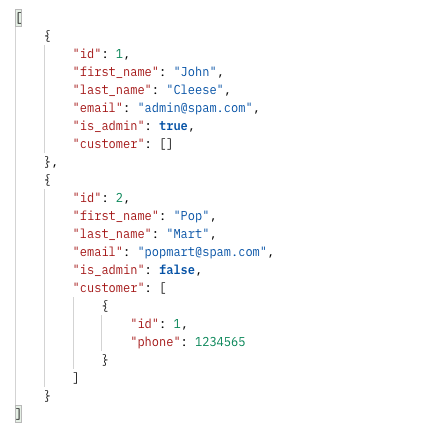 [
    {
        "id": 1,
        "first_name": "John",
        "last_name": "Cleese",
        "email": "admin@spam.com",
        "is_admin": true,
        "customer": []
    },
    {
        "id": 2,
        "first_name": "Pop",
        "last_name": "Mart",
        "email": "popmart@spam.com",
        "is_admin": false,
        "customer": [
            {
                "id": 1,
                "phone": 1234565
            }
        ]
    }
]